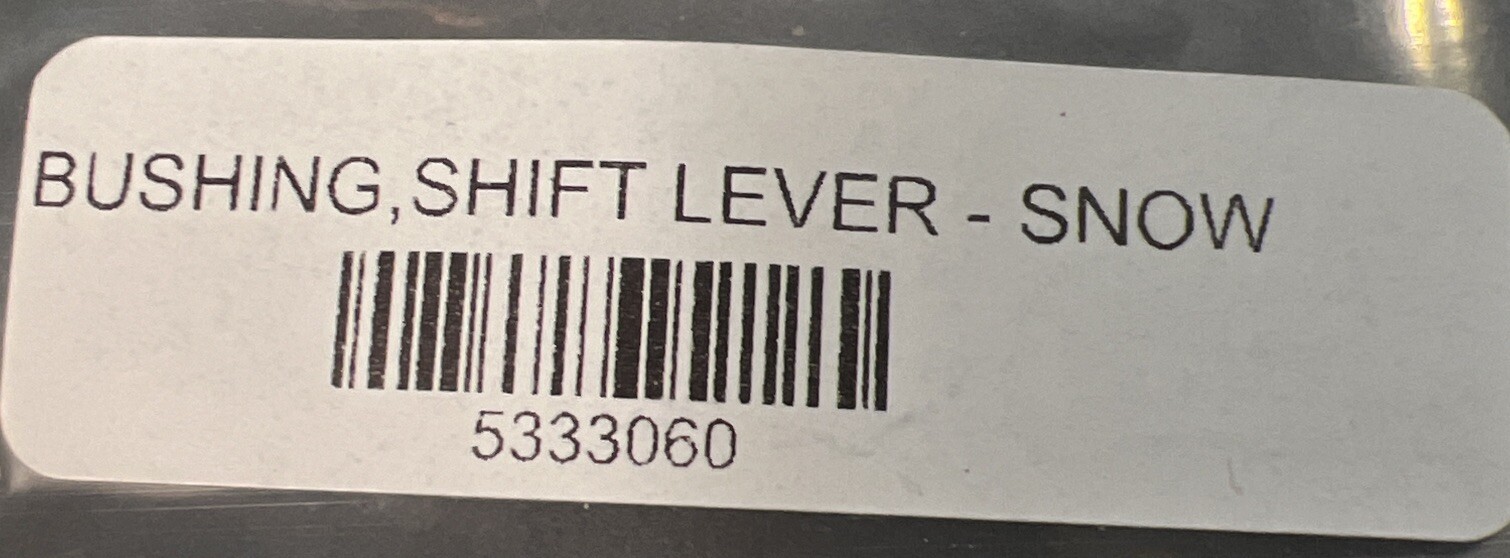 BUSHING,SHIFT LEVER - SNOW
5333060